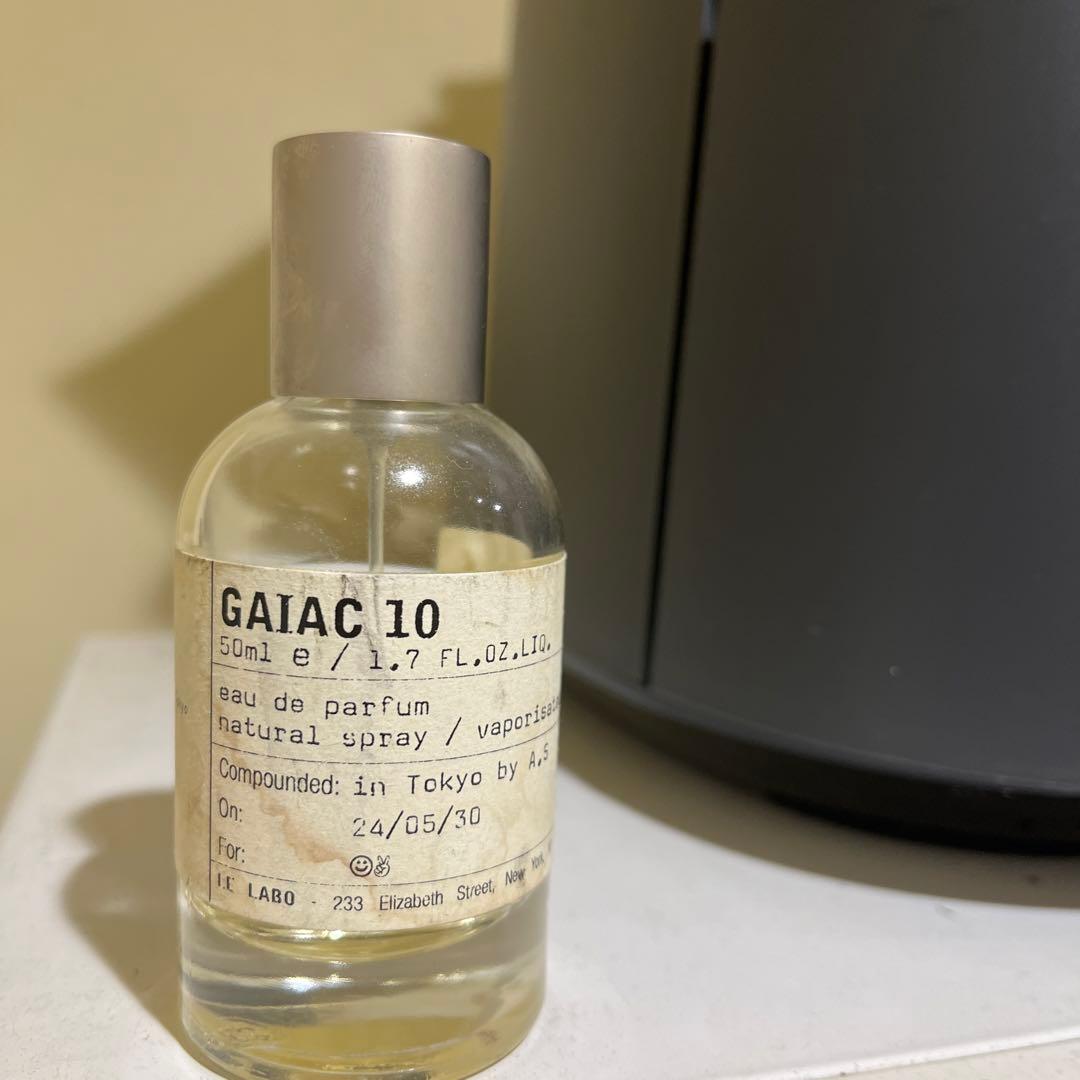 GAIAC 10
50ml e / 1.7 FL.OZ.LIQ.
eau de parfum
natural spray /
Compounded: in Tokyo by A.S
On: 24/05/30
For: ☺✌
LE LABO - 233 Elizabeth Street, New York,